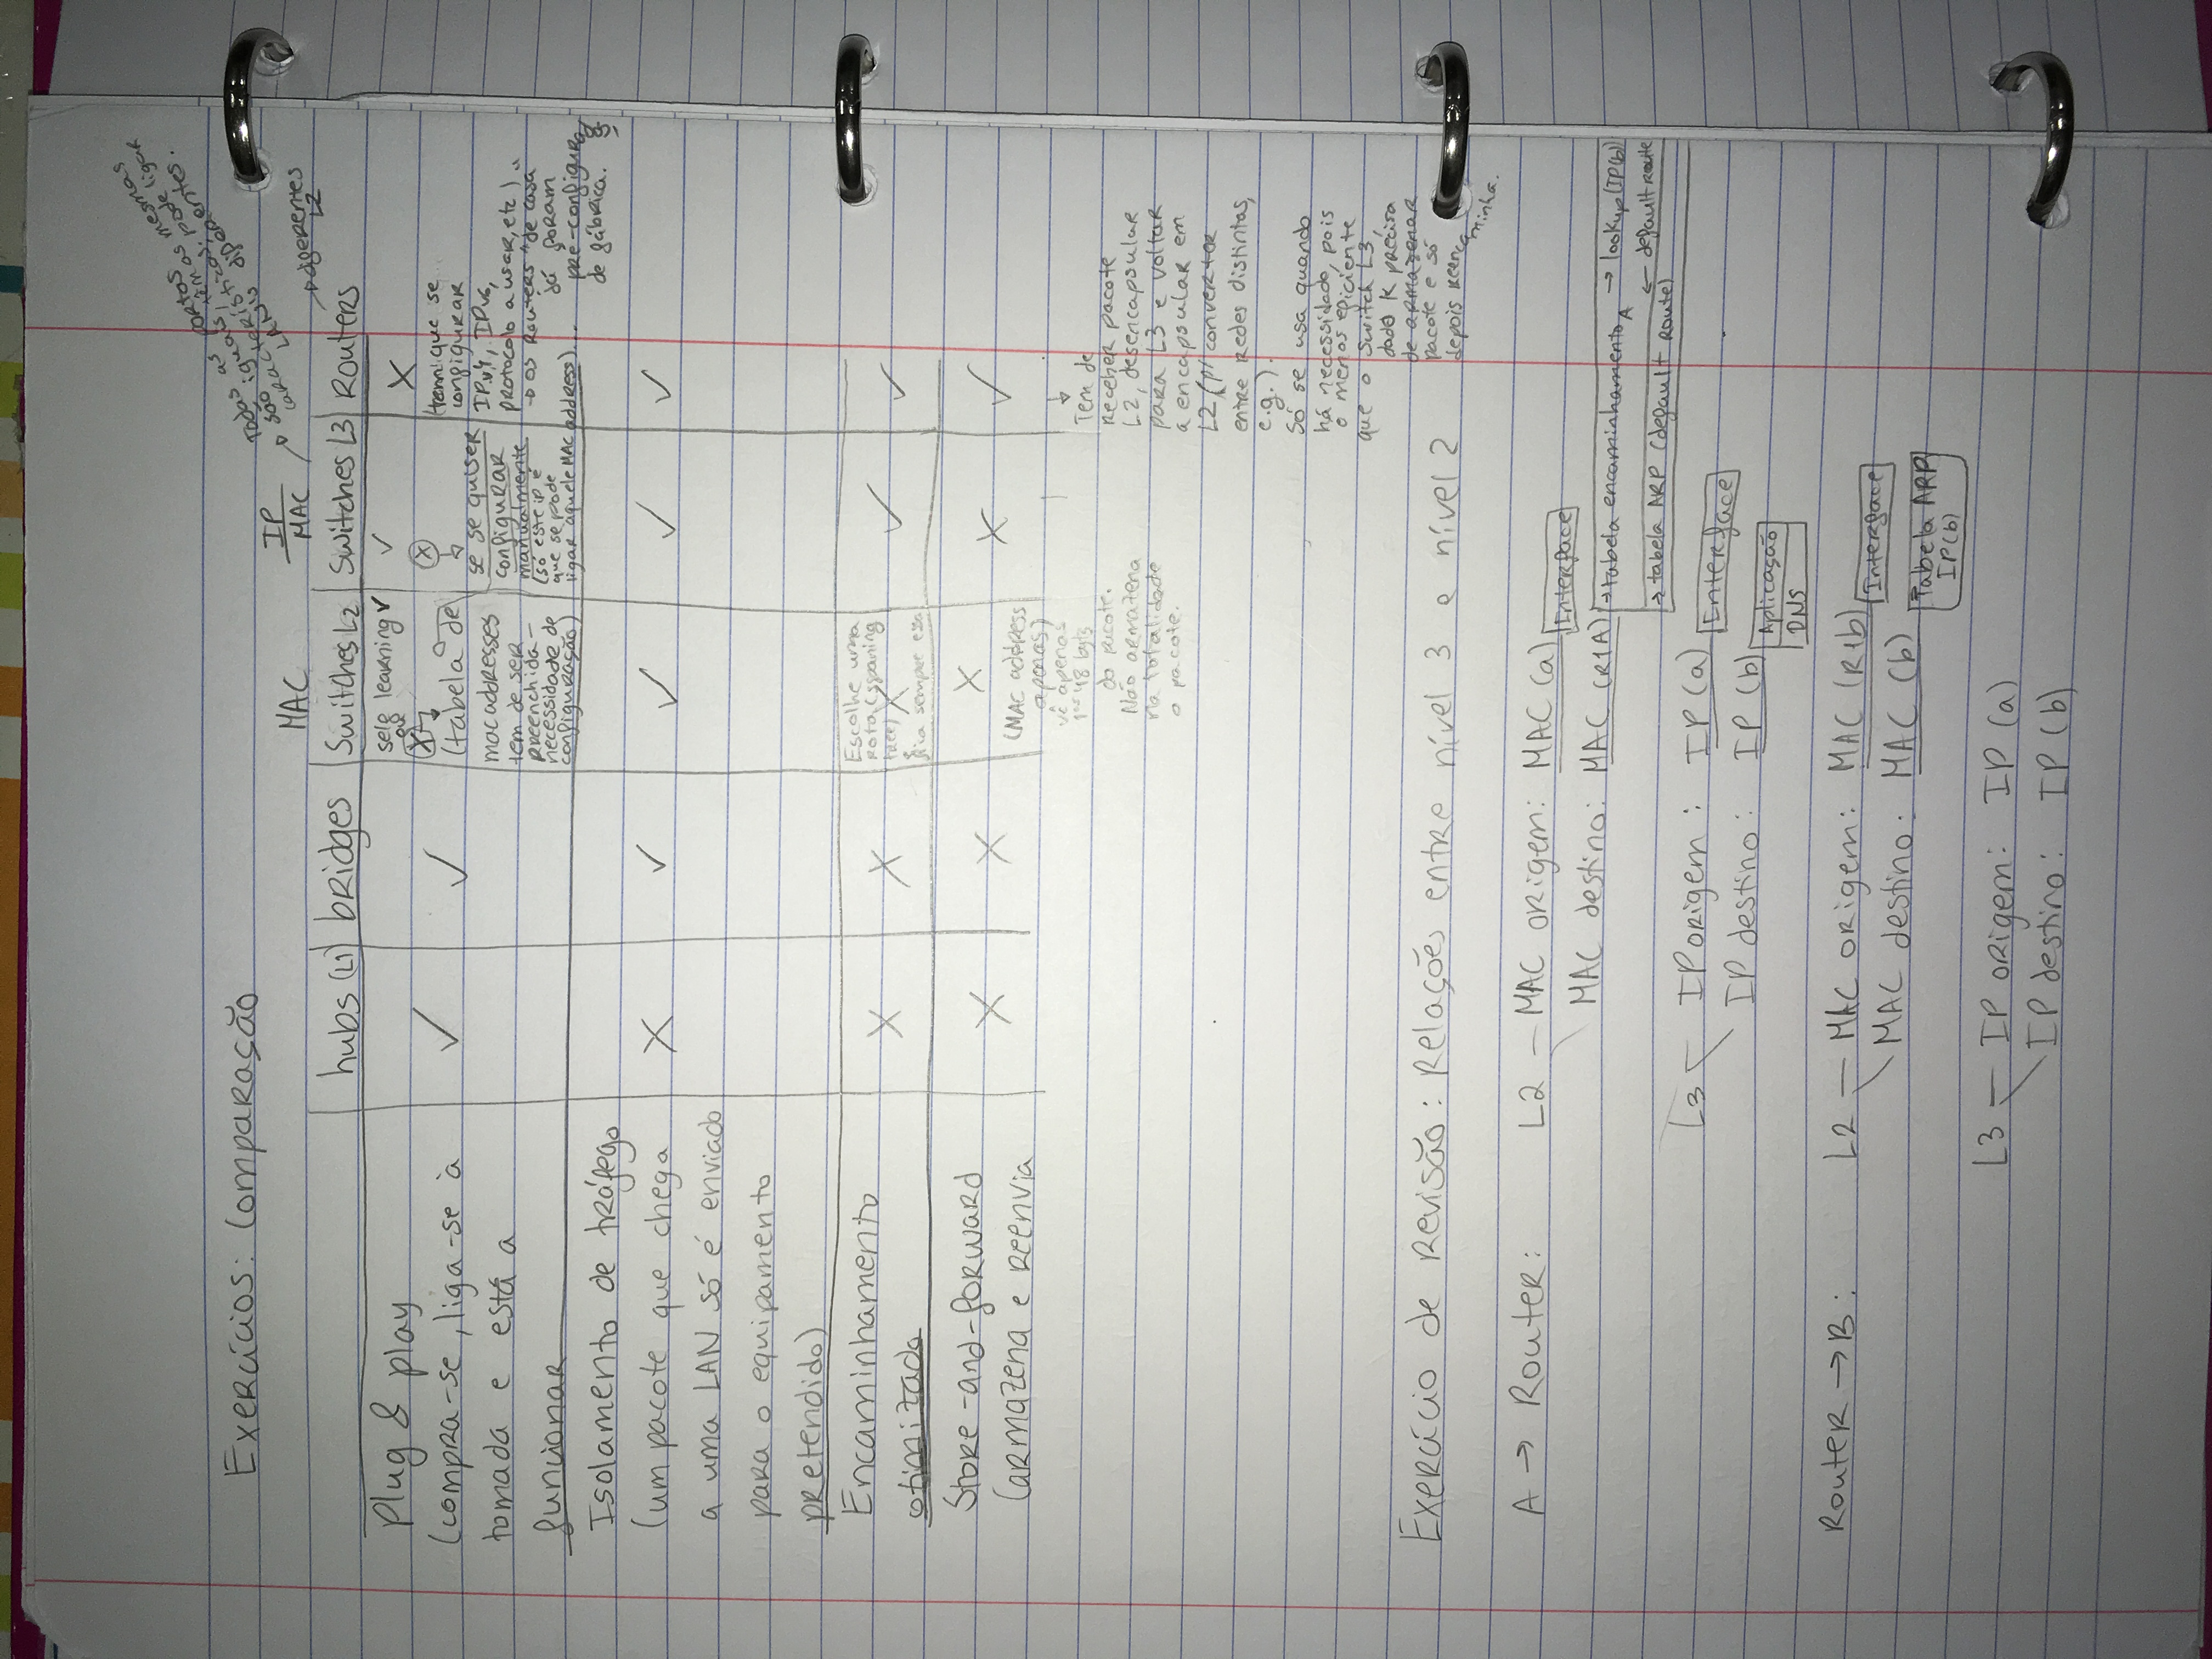 Exercícios: Comparação
Todas as portas
são iguais, têm as mesmas
características, pode ligar
LAN's diferentes.
MAC
IP
MAC
→ diferentes
L2
hubs (L1)
bridges
Switches L2
Switches L3
Routers
Plug & play
(compra-se, liga-se à
tomada e está a
funcionar
✓
✓
self learning ✓
ou
X
(tabela de
mac addresses
tem de ser
preenchida -
necessidade de
configuração)
✓
X
se se quiser
configurar
manualmente
(só este ip é
que se pode
ligar àquele MAC address)...
X
(tem que se
configurar
IPv4, IPv6,
protocolo a usar, etc)
→ os Routers "de casa"
já foram
pré-configurados
de fábrica.
Isolamento de tráfego
(um pacote que chega
a uma LAN só é enviado
para o equipamento
pretendido)
X
✓
✓
✓
✓
Encaminhamento
otimizado
X
X
Escolhe uma
rota (spaning
tree) X
fica sempre essa
✓
✓
Store-and-forward
(armazena e reenvia
X
X
X
(MAC address
apenas)
vê apenas
1ºs 48 byts
do pacote.
Não armazena
na totalidade
o pacote.
X
✓
Tem de
receber pacote
L2, desencapsular
para L3 e voltar
a encapsular em
L2 (p/ converter
entre redes distintas,
e.g.).
Só se usa quando
há necessidade, pois
é menos eficiente
que o Switch L3,
dado k precisa
de armazenar
pacote e só
depois reencaminha.
Exercício de Revisão: Relações entre nível 3 e nível 2
A → Router: L2 — MAC origem: MAC (a) Interface
MAC destino: MAC (R1A) → tabela encaminhamento A → lookup (IP(b))
← default route
→ tabela ARP (default route)
L3 — IP origem: IP (a) Interface
IP destino: IP (b) Aplicação
DNS
Router → B: L2 — MAC origem: MAC (R1b) Interface
MAC destino: MAC (b) Tabela ARP
IP(b)
L3 — IP origem: IP (a)
IP destino: IP (b)